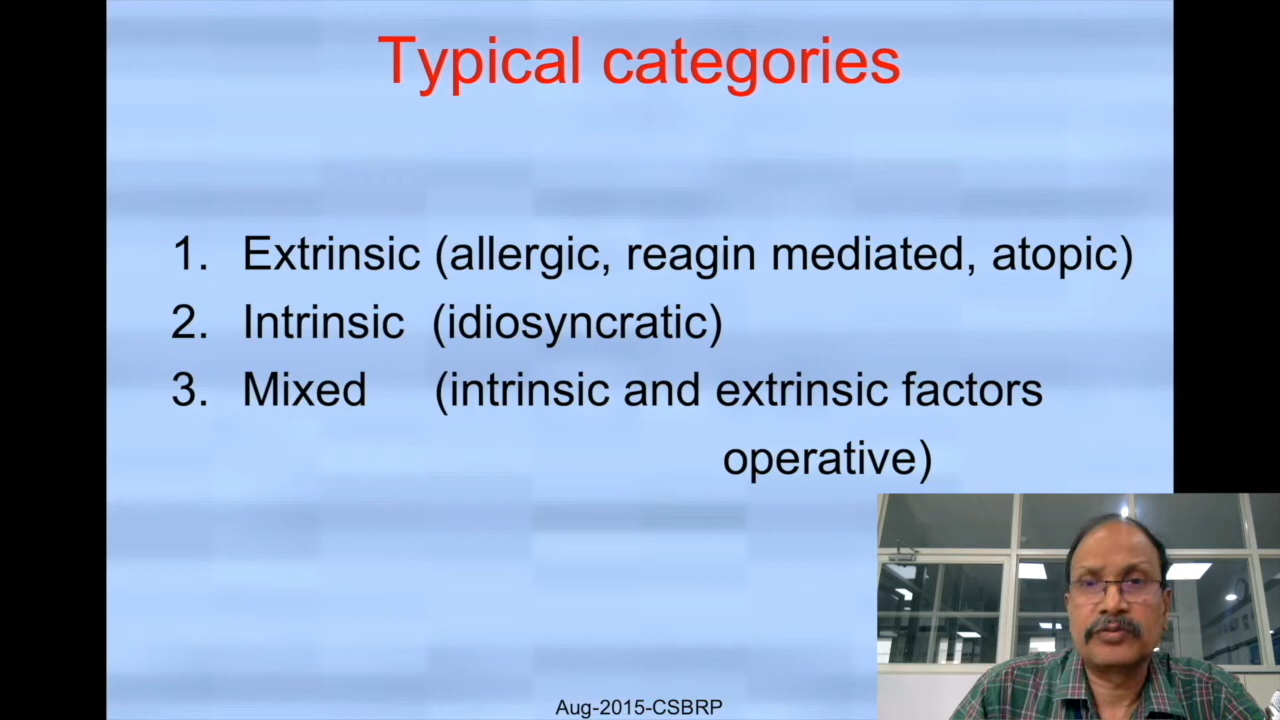 Typical categories
1. Extrinsic (allergic, reagin mediated, atopic)
2. Intrinsic (idiosyncratic)
3. Mixed (intrinsic and extrinsic factors
operative)
Aug-2015-CSBRP